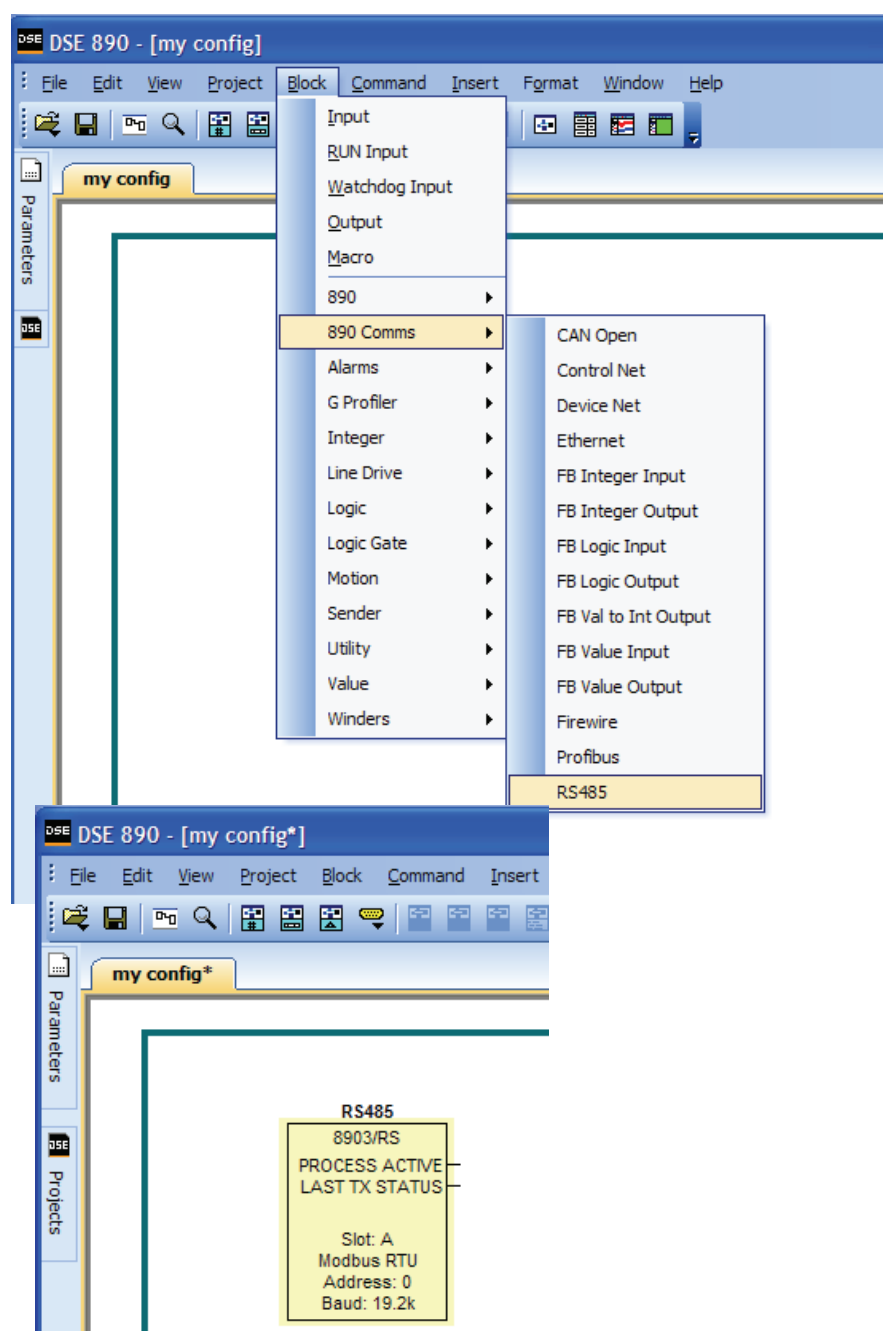 DSE DSE 890 - [my config]
File Edit View Project Block Command Insert Format Window Help
my config
Parameters
DSE
Input
RUN Input
Watchdog Input
Output
Macro
890
890 Comms
Alarms
G Profiler
Integer
Line Drive
Logic
Logic Gate
Motion
Sender
Utility
Value
Winders
CAN Open
Control Net
Device Net
Ethernet
FB Integer Input
FB Integer Output
FB Logic Input
FB Logic Output
FB Val to Int Output
FB Value Input
FB Value Output
Firewire
Profibus
RS485
DSE DSE 890 - [my config*]
File Edit View Project Block Command Insert
my config*
Parameters
DSE
Projects
RS485
8903/RS
PROCESS ACTIVE
LAST TX STATUS
Slot: A
Modbus RTU
Address: 0
Baud: 19.2k